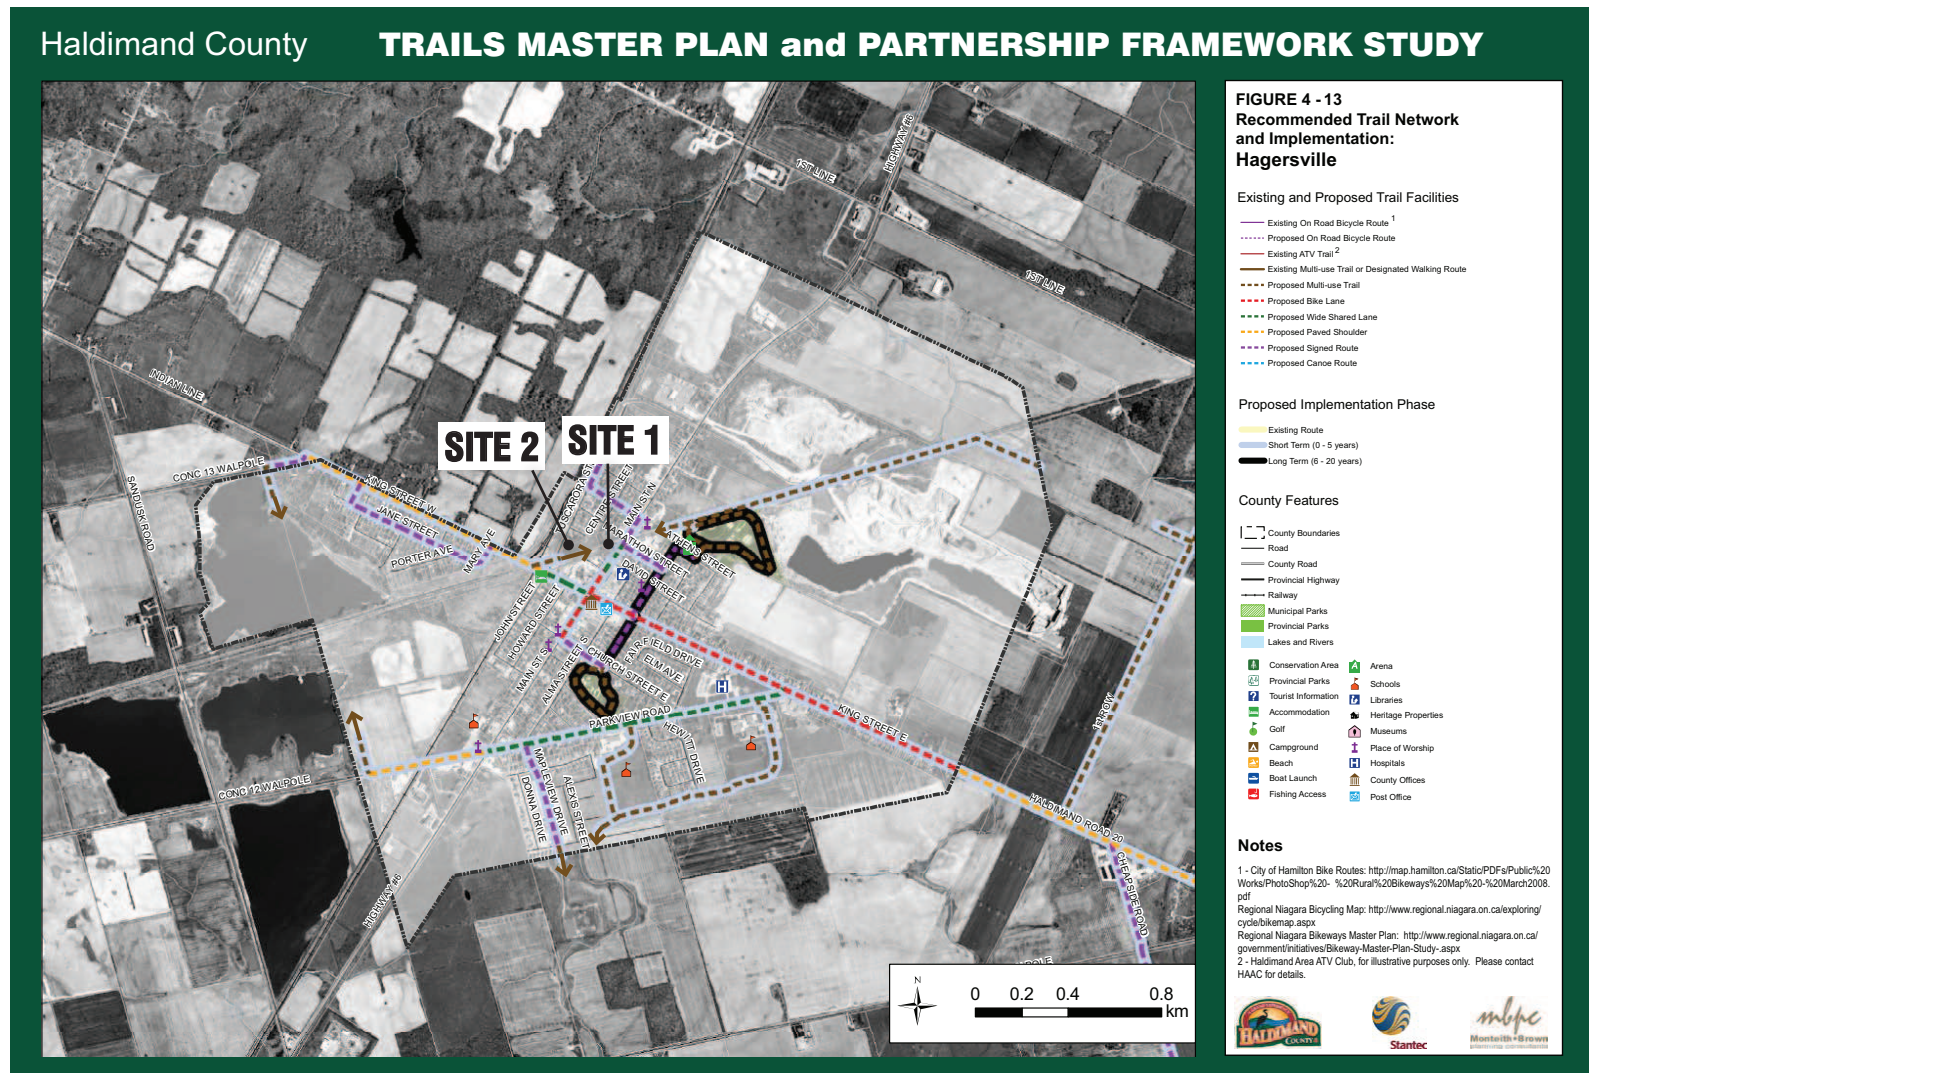 Haldimand County
TRAILS MASTER PLAN and PARTNERSHIP FRAMEWORK STUDY
HIGHWAY #6
1ST LINE
1ST LINE
INDIAN LINE
SITE 2
SITE 1
CONC 13 WALPOLE
SANDUSK ROAD
KING STREET W
JANE STREET
PORTER AVE
MARY AVE
TUSCARORA ST
CENTRE STREET
MAIN ST N
MARATHON STREET
ATHENS STREET
DAVID STREET
JOHN STREET
HOWARD STREET
MAIN ST S
ALMA STREET S
CHURCH STREET E
FAIRFIELD DRIVE
ELM AVE
PARKVIEW ROAD
HEWITT DRIVE
KING STREET E
1st ROW
MAPLEVIEW DRIVE
DONNA DRIVE
ALEXIS STREET
CONC 12 WALPOLE
HIGHWAY #6
HALDIMAND ROAD 20
CHEAPSIDE ROAD
N
0 0.2 0.4 0.8
km
FIGURE 4 - 13
Recommended Trail Network
and Implementation:
Hagersville
Existing and Proposed Trail Facilities
Existing On Road Bicycle Route 1
Proposed On Road Bicycle Route
Existing ATV Trail 2
Existing Multi-use Trail or Designated Walking Route
Proposed Multi-use Trail
Proposed Bike Lane
Proposed Wide Shared Lane
Proposed Paved Shoulder
Proposed Signed Route
Proposed Canoe Route
Proposed Implementation Phase
Existing Route
Short Term (0 - 5 years)
Long Term (6 - 20 years)
County Features
County Boundaries
Road
County Road
Provincial Highway
Railway
Municipal Parks
Provincial Parks
Lakes and Rivers
Conservation Area
Provincial Parks
Tourist Information
Accommodation
Golf
Campground
Beach
Boat Launch
Fishing Access
Arena
Schools
Libraries
Heritage Properties
Museums
Place of Worship
Hospitals
County Offices
Post Office
Notes
1 - City of Hamilton Bike Routes: http://map.hamilton.ca/Static/PDFs/Public%20
Works/PhotoShop%20- %20Rural%20Bikeways%20Map%20-%20March2008.
pdf
Regional Niagara Bicycling Map: http://www.regional.niagara.on.ca/exploring/
cycle/bikemap.aspx
Regional Niagara Bikeways Master Plan: http://www.regional.niagara.on.ca/
government/initiatives/Bikeway-Master-Plan-Study-.aspx
2 - Haldimand Area ATV Club, for illustrative purposes only. Please contact
HAAC for details.
HALDIMAND
COUNTY
Stantec
mbpc
Monteith•Brown
planning consultants